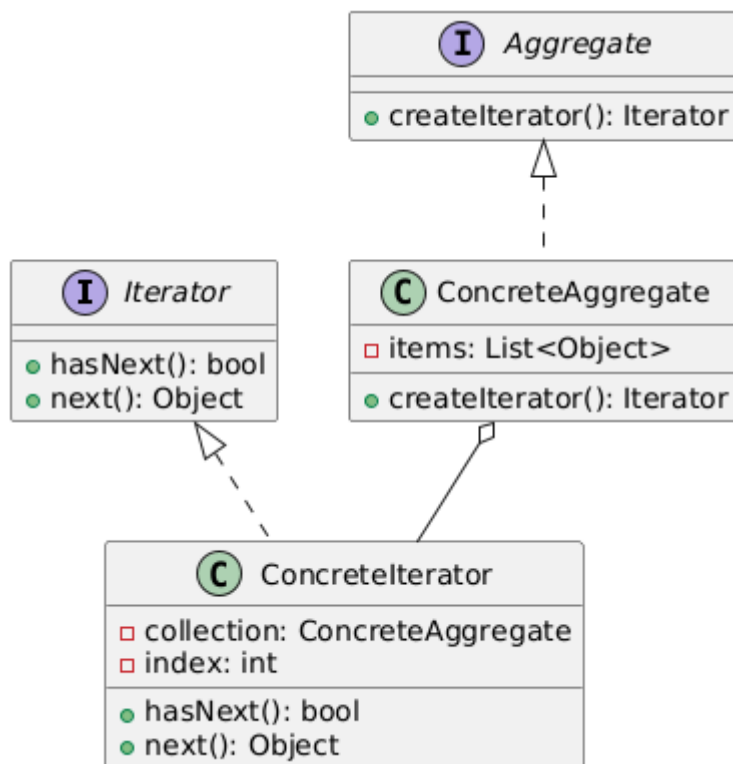 I Aggregate
createIterator(): Iterator
I Iterator
hasNext(): bool
next(): Object
C ConcreteAggregate
items: List<Object>
createIterator(): Iterator
C ConcreteIterator
collection: ConcreteAggregate
index: int
hasNext(): bool
next(): Object